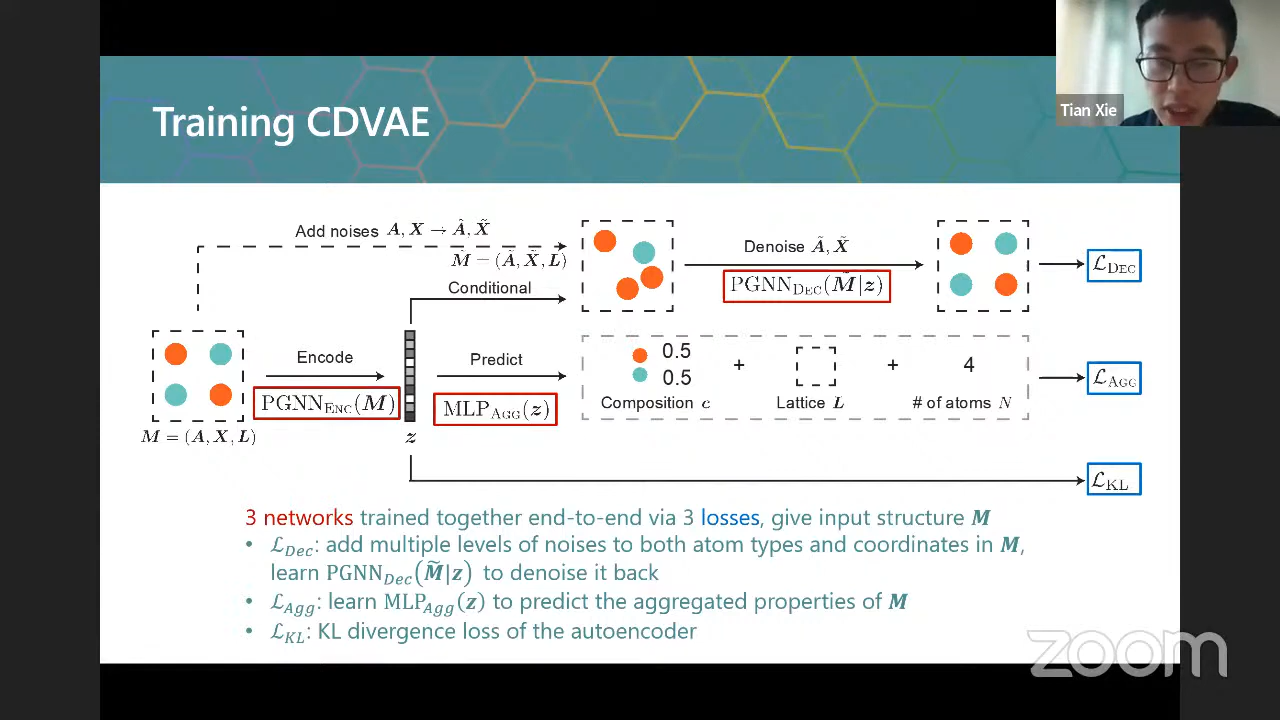 Tian Xie
Training CDVAE
Add noises A, X → Ã, X̃
M̃ = (Ã, X̃, L)
Conditional
Denoise Ã, X̃
PGNN_DEC(M̃|z)
ℒ_DEC
Encode
PGNN_ENC(M)
M = (A, X, L)
z
Predict
MLP_AGG(z)
0.5
0.5
Composition c
+
Lattice L
+
4
# of atoms N
ℒ_AGG
ℒ_KL
3 networks trained together end-to-end via 3 losses, give input structure M
• ℒ_Dec: add multiple levels of noises to both atom types and coordinates in M,
learn PGNN_Dec(M̃|z) to denoise it back
• ℒ_Agg: learn MLP_Agg(z) to predict the aggregated properties of M
• ℒ_KL: KL divergence loss of the autoencoder
zoom